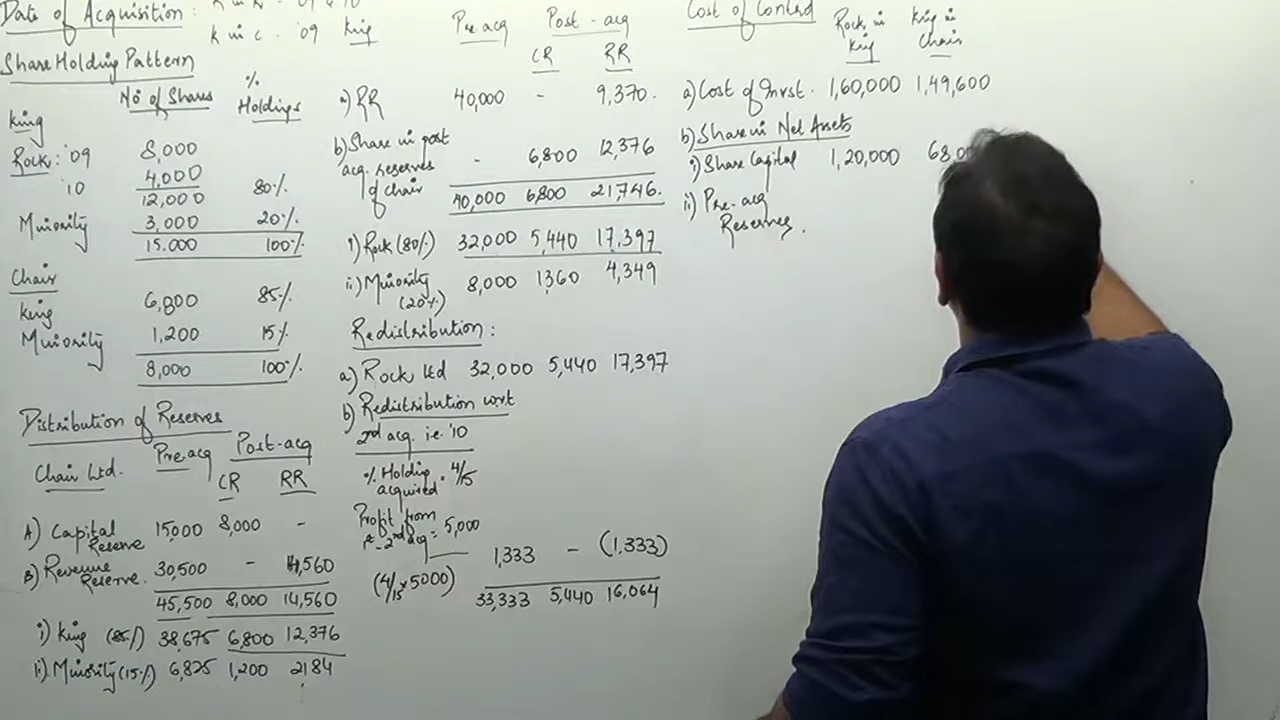 Date of Acquisition :
K in C - '09
Share Holding Pattern
No of Shares % Holdings
King
Rock: '09 8,000
'10 4,000
12,000 80%
Minority 3,000 20%
15.000 100%
Chair
King 6,800 85%
Minority 1,200 15%
8,000 100%
Distribution of Reserves
Chair Ltd. Pre acq Post-acq
CR RR
A) Capital Reserve 15,000 8,000 -
B) Revenue Reserve. 30,500 - 14,560
45,500 8,000 14,560
i) King (85%) 38,675 6,800 12,376
ii) Minority (15%) 6,825 1,200 2184
King Pre acq Post - acq
CR RR
a) RR 40,000 - 9,370.
b) Share in post
acq. reserves - 6,800 12,376
of chair
40,000 6,800 21,746.
i) Rock (80%) 32,000 5,440 17,397
ii) Minority (20%) 8,000 1,360 4,349
Redistribution :
a) Rock Ltd 32,000 5,440 17,397
b) Redistribution w.r.t
2nd acq. i.e. '10
% Holding
acquired = 4/15
Profit from
1st - 2nd acq = 5,000
1,333 - (1,333)
(4/15 x 5000)
33,333 5,440 16,064
Cost of Control Rock in King King in Chair
a) Cost of Invst. 1,60,000 1,49,600
b) Share in Net Assets
i) Share Capital 1,20,000
ii) Pre-acq
Reserves.